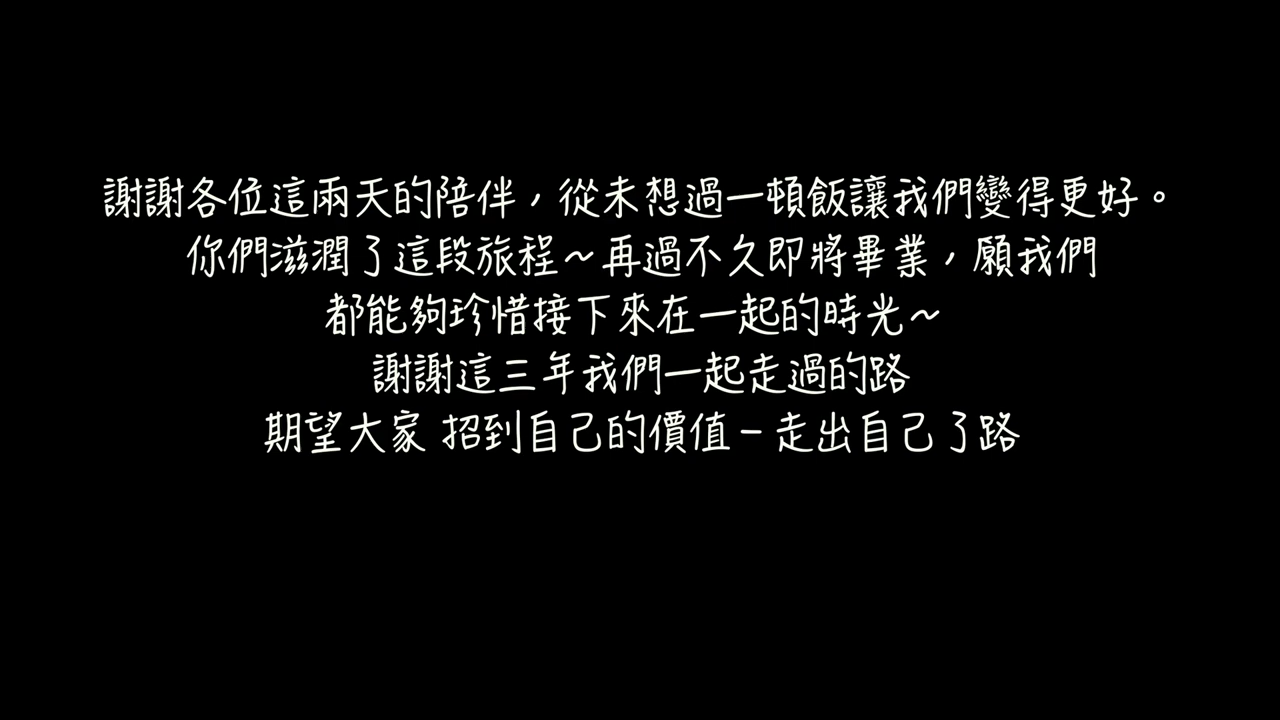 謝謝各位這兩天的陪伴，從未想過一頓飯讓我們變得更好。
你們滋潤了這段旅程～再過不久即將畢業，願我們
都能夠珍惜接下來在一起的時光～
謝謝這三年我們一起走過的路
期望大家 招到自己的價值－走出自己了路